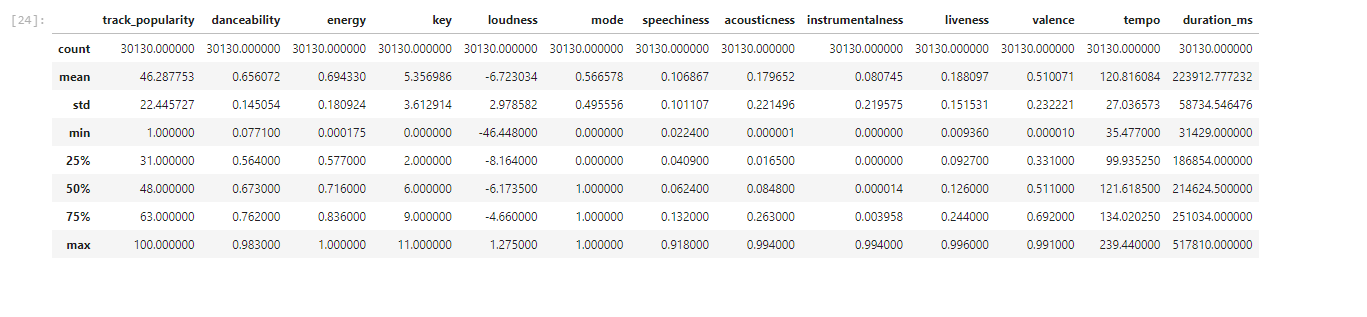 [24]: track_popularity danceability energy key loudness mode speechiness acousticness instrumentalness liveness valence tempo duration_ms
count 30130.000000 30130.000000 30130.000000 30130.000000 30130.000000 30130.000000 30130.000000 30130.000000 30130.000000 30130.000000 30130.000000 30130.000000 30130.000000
mean 46.287753 0.656072 0.694330 5.356986 -6.723034 0.566578 0.106867 0.179652 0.080745 0.188097 0.510071 120.816084 223912.777232
std 22.445727 0.145054 0.180924 3.612914 2.978582 0.495556 0.101107 0.221496 0.219575 0.151531 0.232221 27.036573 58734.546476
min 1.000000 0.077100 0.000175 0.000000 -46.448000 0.000000 0.022400 0.000001 0.000000 0.009360 0.000010 35.477000 31429.000000
25% 31.000000 0.564000 0.577000 2.000000 -8.164000 0.000000 0.040900 0.016500 0.000000 0.092700 0.331000 99.935250 186854.000000
50% 48.000000 0.673000 0.716000 6.000000 -6.173500 1.000000 0.062400 0.084800 0.000014 0.126000 0.511000 121.618500 214624.500000
75% 63.000000 0.762000 0.836000 9.000000 -4.660000 1.000000 0.132000 0.263000 0.003958 0.244000 0.692000 134.020250 251034.000000
max 100.000000 0.983000 1.000000 11.000000 1.275000 1.000000 0.918000 0.994000 0.994000 0.996000 0.991000 239.440000 517810.000000